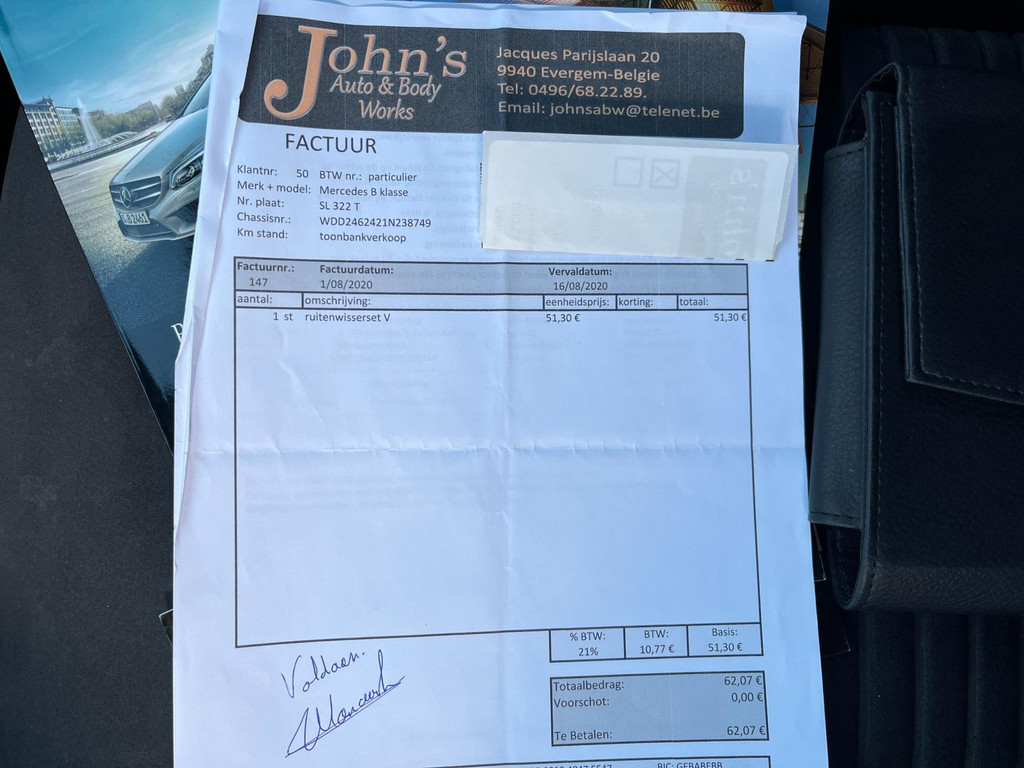 John's
Auto & Body
Works
Jacques Parijslaan 20
9940 Evergem-Belgie
Tel: 0496/68.22.89.
Email: johnsabw@telenet.be
FACTUUR
Klantnr: 50 BTW nr.: particulier
Merk + model: Mercedes B klasse
Nr. plaat: SL 322 T
Chassisnr.: WDD2462421N238749
Km stand: toonbankverkoop
Factuurnr.: Factuurdatum: Vervaldatum:
147 1/08/2020 16/08/2020
aantal: omschrijving: eenheidsprijs: korting: totaal:
1 st ruitenwisserset V 51,30 € 51,30 €
% BTW: BTW: Basis:
21% 10,77 € 51,30 €
Totaalbedrag: 62,07 €
Voorschot: 0,00 €
Te Betalen: 62,07 €
Voldaan.
BIC: GEBABEBB